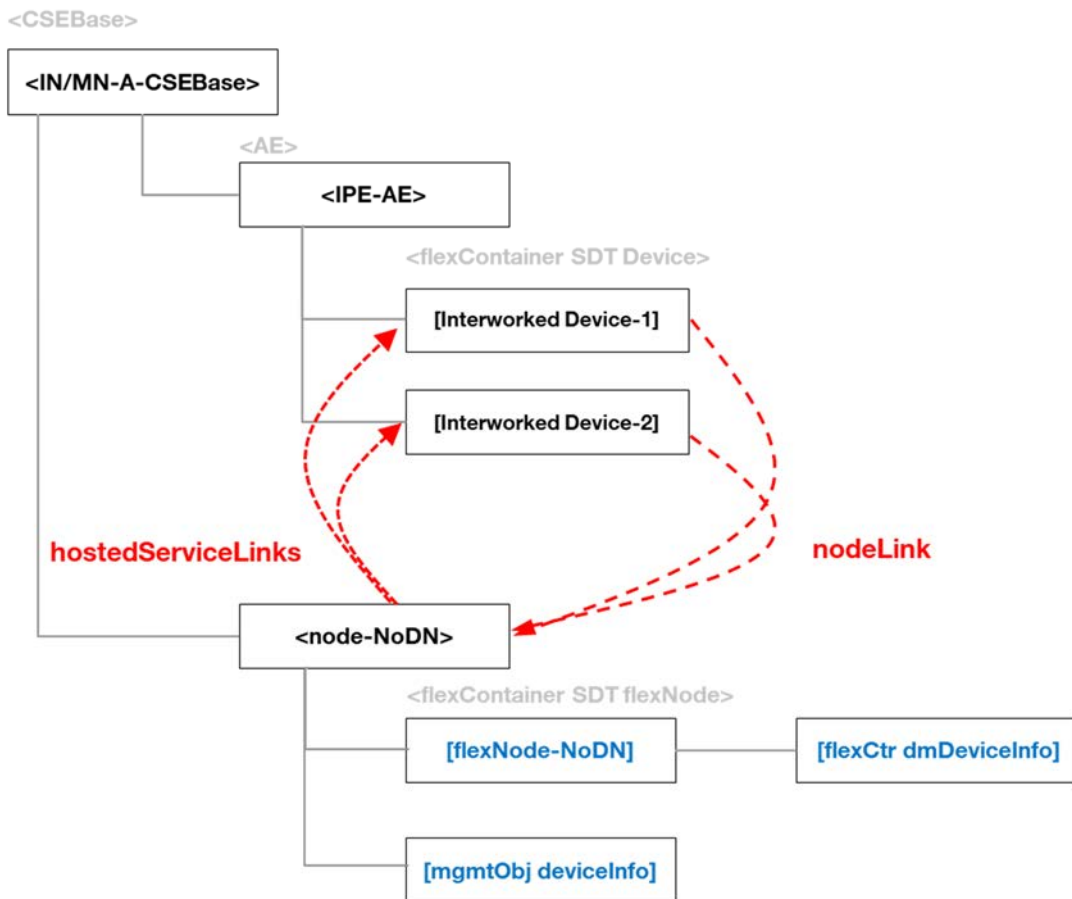 <CSEBase>
<IN/MN-A-CSEBase>
<AE>
<IPE-AE>
<flexContainer SDT Device>
[Interworked Device-1]
[Interworked Device-2]
hostedServiceLinks
nodeLink
<node-NoDN>
<flexContainer SDT flexNode>
[flexNode-NoDN]
[flexCtr dmDeviceInfo]
[mgmtObj deviceInfo]